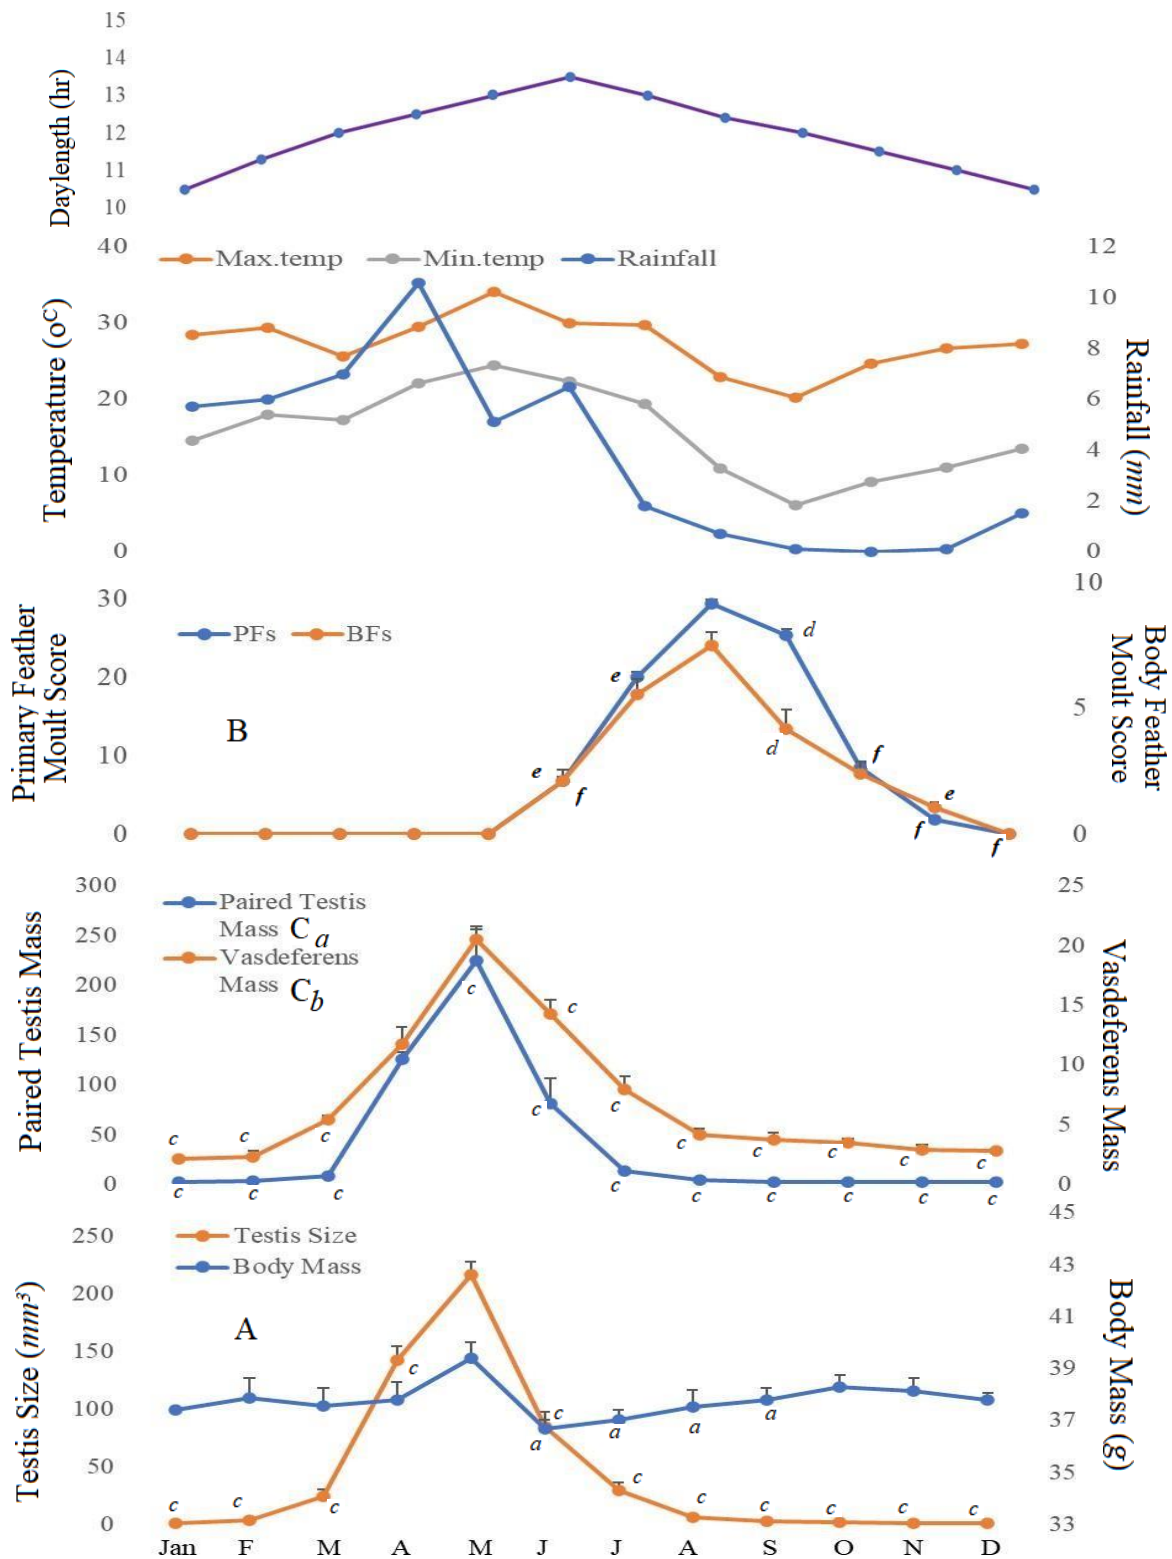 15
14
13
12
11
10
Daylength (hr)
40
30
20
10
0
Temperature (oC)
Max.temp Min.temp Rainfall
12
10
8
6
4
2
0
Rainfall (mm)
30
20
10
0
Primary Feather
Moult Score
PFs BFs
B
e
f
e
d
d
f
e
f
f
10
5
0
Body Feather
Moult Score
300
250
200
150
100
50
0
Paired Testis Mass
Paired Testis
Mass Ca
Vasdeferens
Mass Cb
c
c c
c c c c c c c c c
c c c c c c c c c c
25
20
15
10
5
0
Vasdeferens Mass
250
200
150
100
50
0
Testis Size (mm³)
Testis Size
Body Mass
A
c
c
a a a a
c c c c c c c c c
45
43
41
39
37
35
33
Body Mass (g)
Jan F M A M J J A S O N D